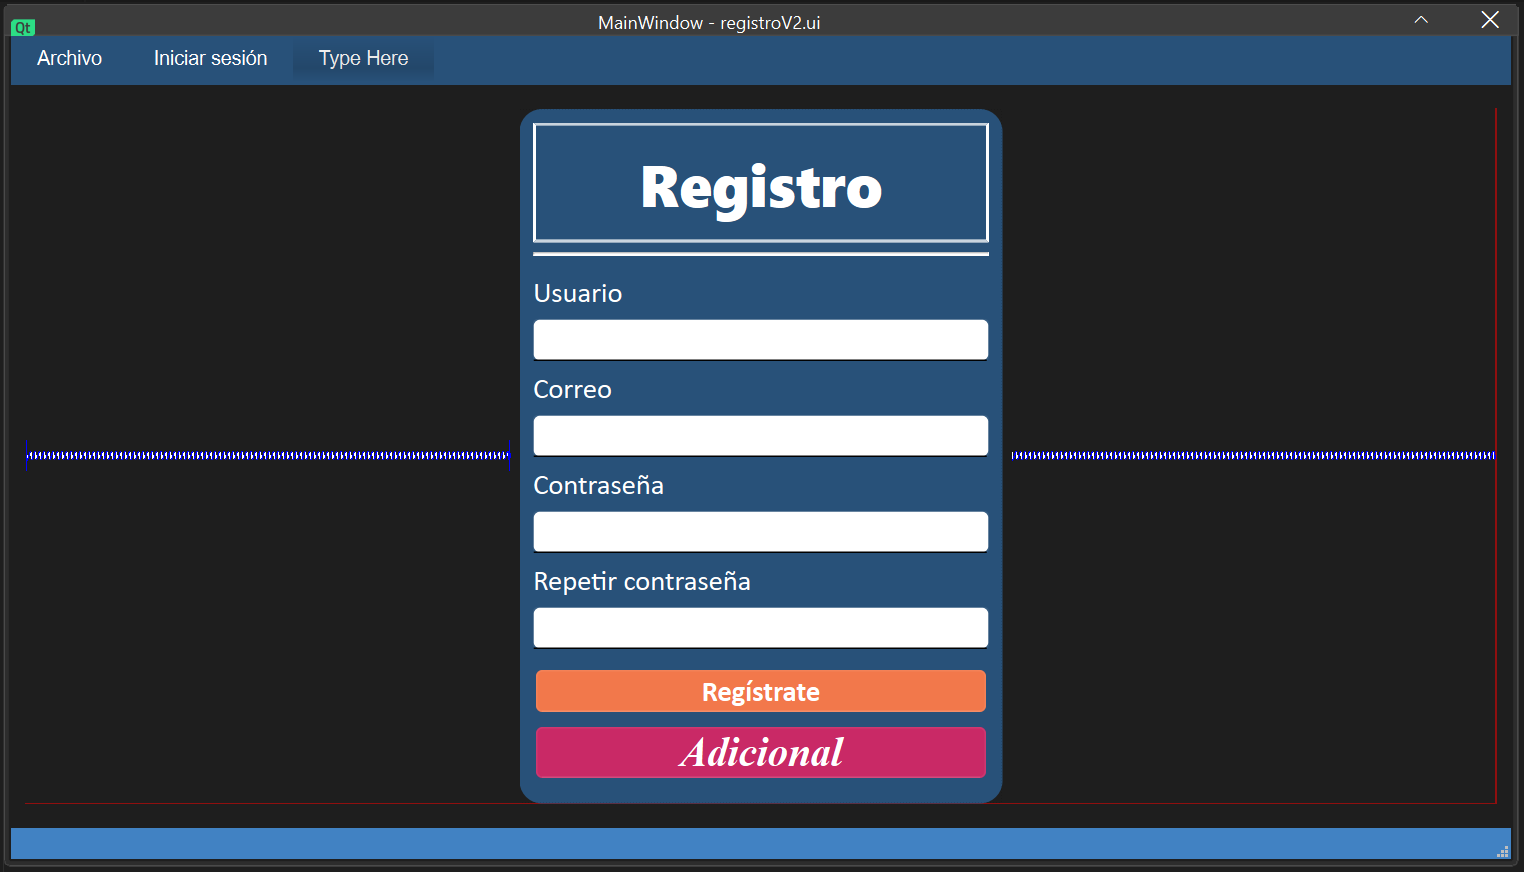 MainWindow - registroV2.ui
Qt
Archivo Iniciar sesión Type Here
Registro
Usuario
Correo
Contraseña
Repetir contraseña
Regístrate
Adicional